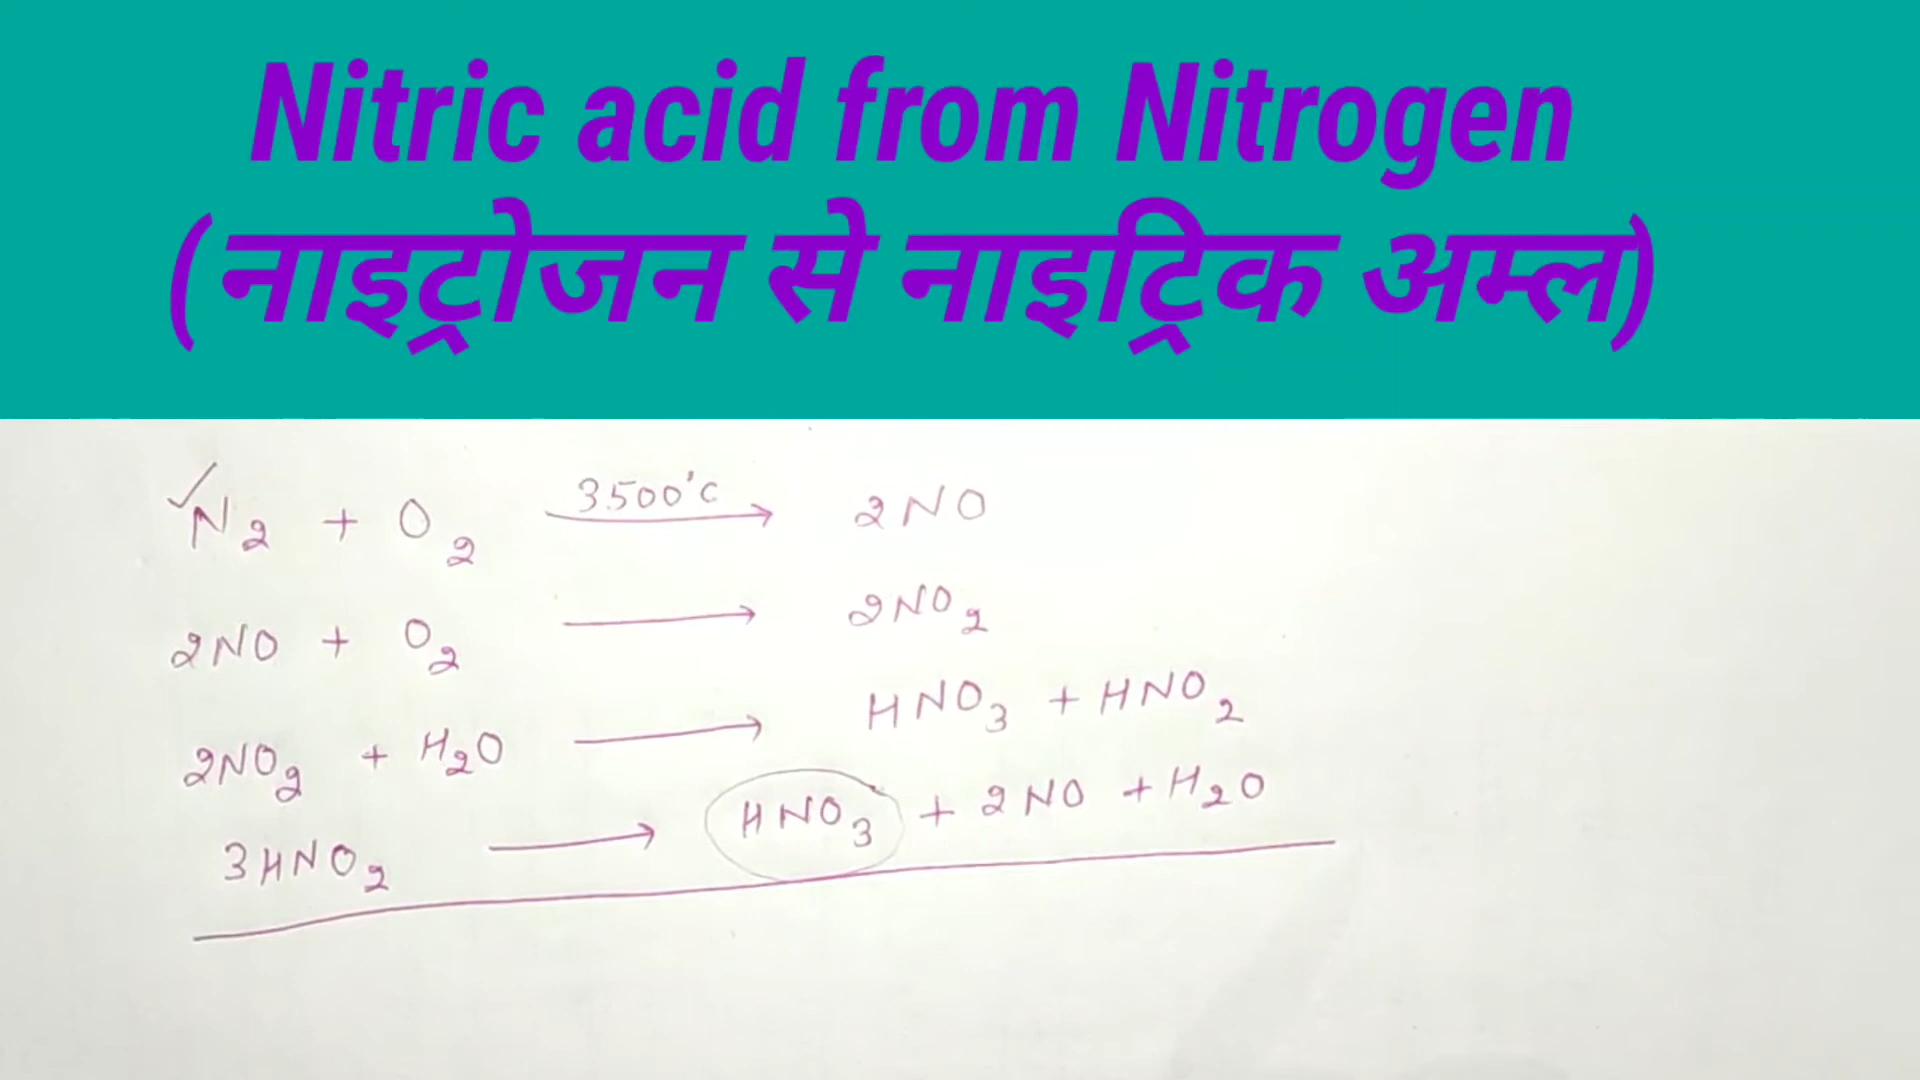 Nitric acid from Nitrogen
(नाइट्रोजन से नाइट्रिक अम्ल)
✓N₂ + O₂ 3500°C → 2NO
2NO + O₂ → 2NO₂
2NO₂ + H₂O → HNO₃ + HNO₂
3HNO₂ → HNO₃ + 2NO + H₂O